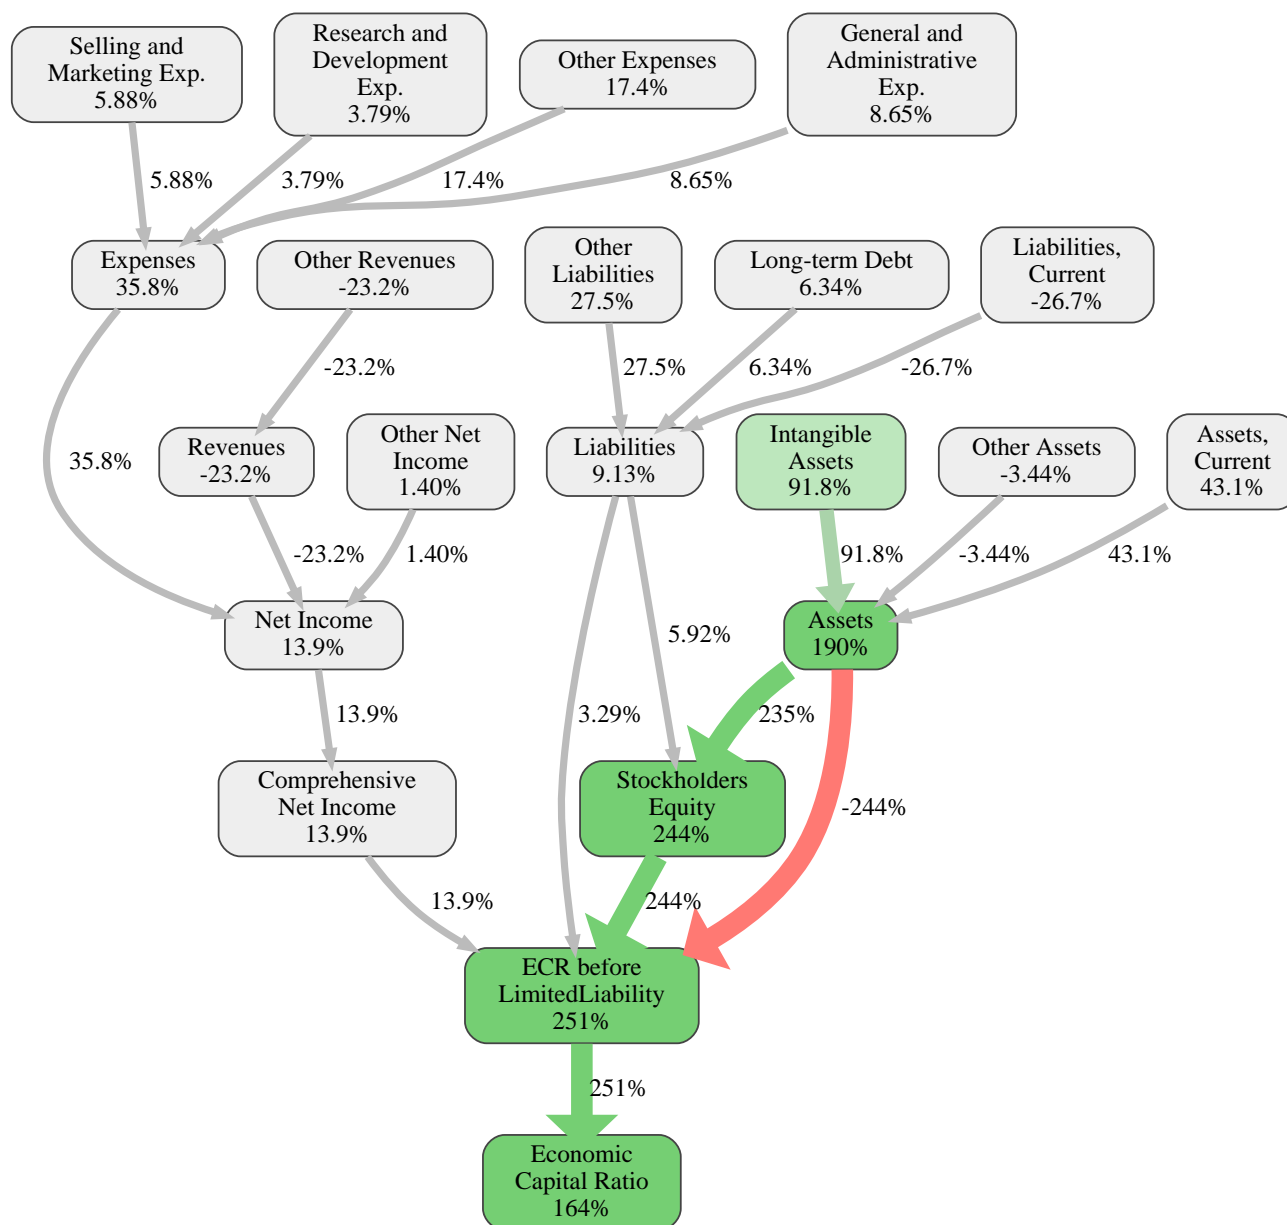 Selling and
Marketing Exp.
5.88%
Research and
Development
Exp.
3.79%
Other Expenses
17.4%
General and
Administrative
Exp.
8.65%
5.88%
3.79%
17.4%
8.65%
Expenses
35.8%
Other Revenues
-23.2%
Other
Liabilities
27.5%
Long-term Debt
6.34%
Liabilities,
Current
-26.7%
-23.2%
27.5%
6.34%
-26.7%
35.8%
Revenues
-23.2%
Other Net
Income
1.40%
Liabilities
9.13%
Intangible
Assets
91.8%
Other Assets
-3.44%
Assets,
Current
43.1%
-23.2%
1.40%
91.8%
-3.44%
43.1%
Net Income
13.9%
Assets
190%
5.92%
13.9%
3.29%
235%
Comprehensive
Net Income
13.9%
Stockholders
Equity
244%
-244%
13.9%
244%
ECR before
LimitedLiability
251%
251%
Economic
Capital Ratio
164%